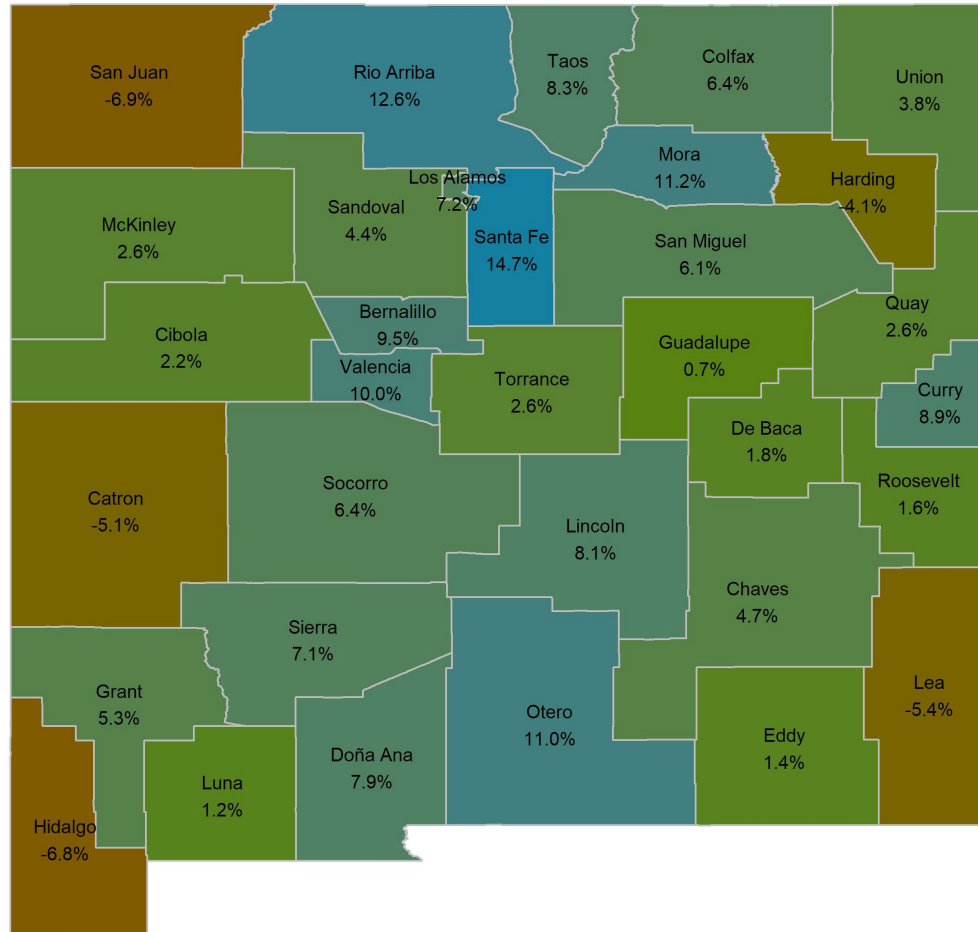 San Juan
-6.9%
Rio Arriba
12.6%
Taos
8.3%
Colfax
6.4%
Union
3.8%
Mora
11.2%
Harding
-4.1%
Los Alamos
7.2%
Sandoval
4.4%
McKinley
2.6%
Santa Fe
14.7%
San Miguel
6.1%
Quay
2.6%
Bernalillo
9.5%
Cibola
2.2%
Valencia
10.0%
Guadalupe
0.7%
Torrance
2.6%
Curry
8.9%
De Baca
1.8%
Roosevelt
1.6%
Catron
-5.1%
Socorro
6.4%
Lincoln
8.1%
Chaves
4.7%
Sierra
7.1%
Grant
5.3%
Lea
-5.4%
Otero
11.0%
Eddy
1.4%
Doña Ana
7.9%
Luna
1.2%
Hidalgo
-6.8%